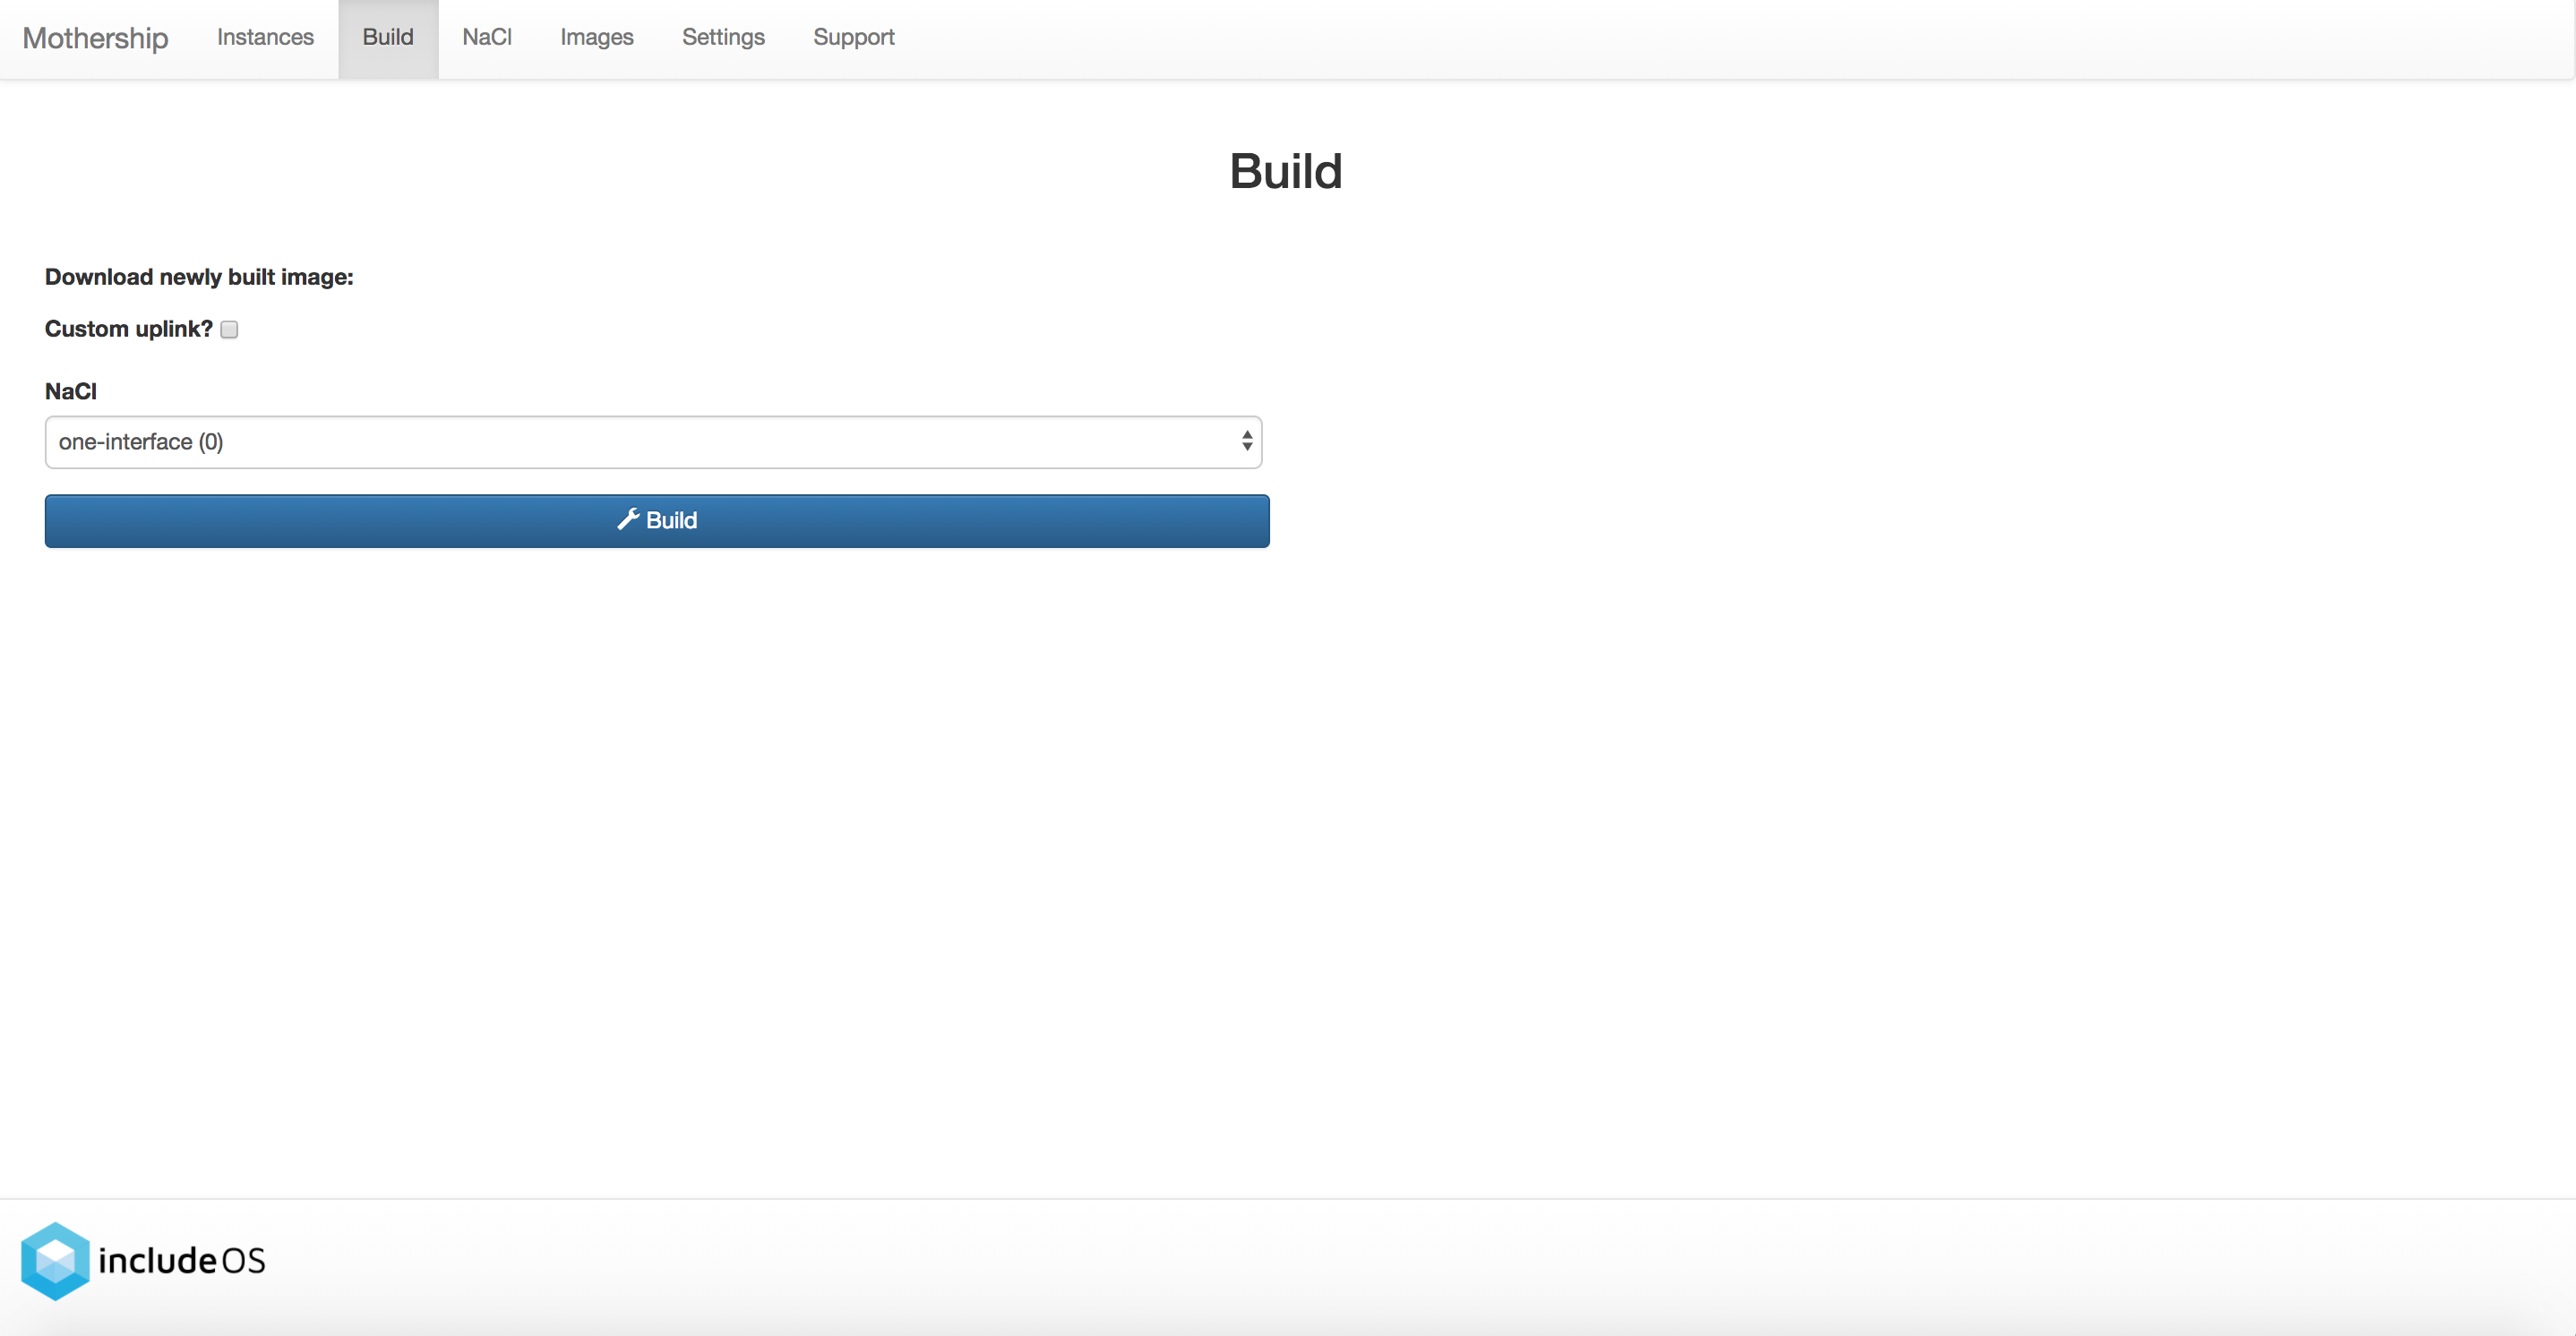 Mothership Instances Build NaCl Images Settings Support
Build
Download newly built image:
Custom uplink?
NaCl
one-interface (0)
Build
includeOS